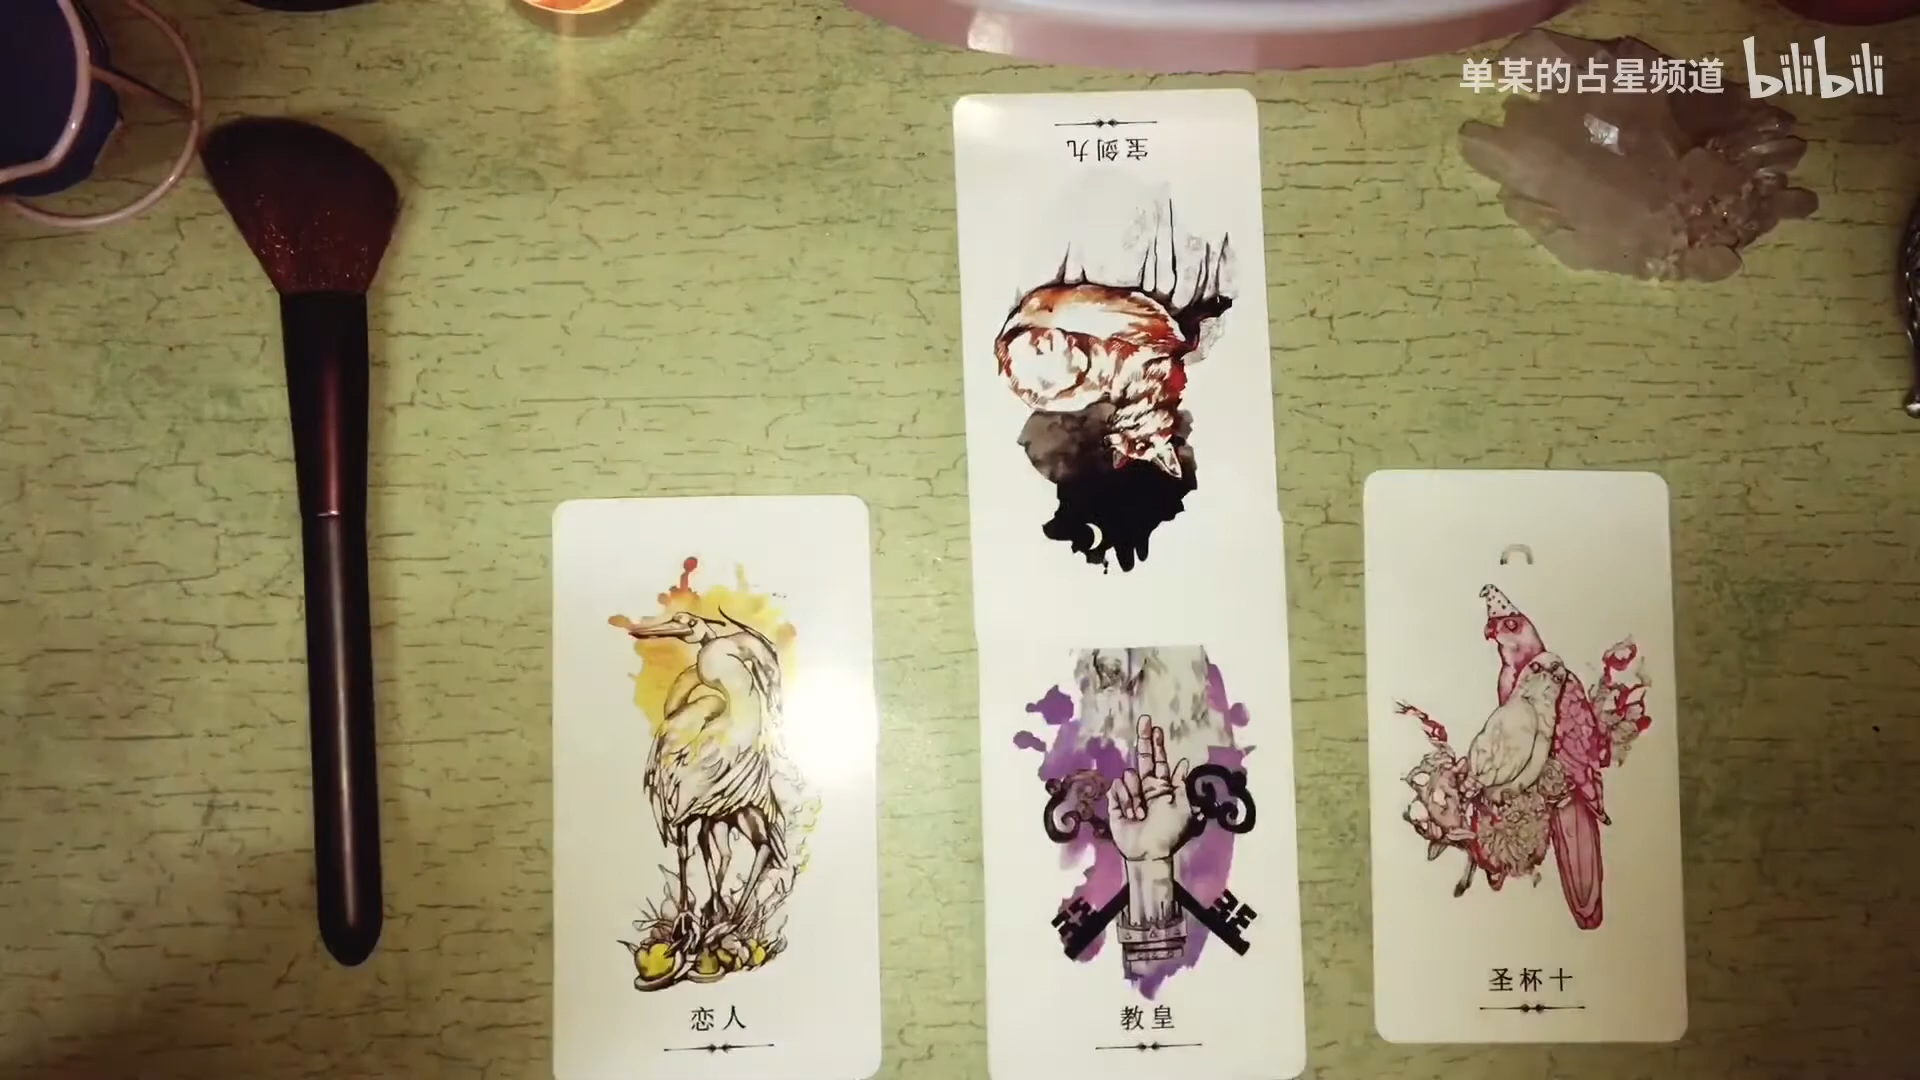 单某的占星频道 bilibili
宝剑九
恋人
教皇
圣杯十